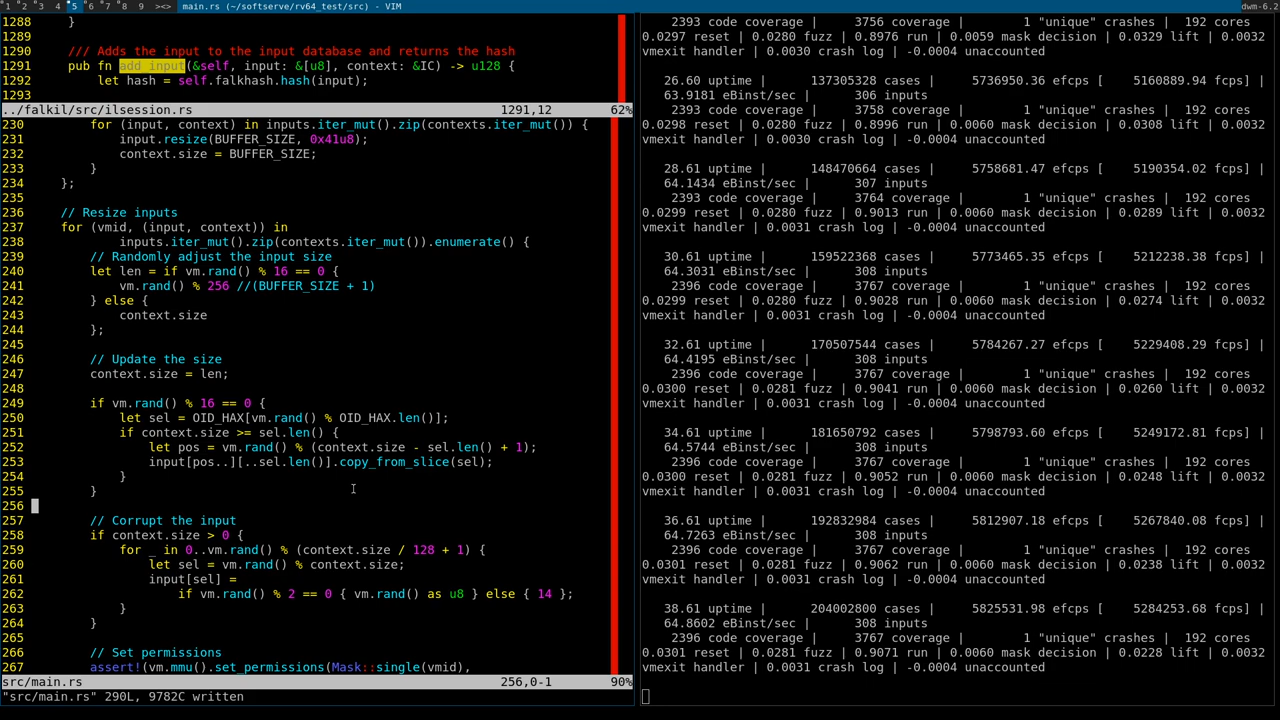 1 2 3 4 5 6 7 8 9 ><> main.rs (~/softserve/rv64_test/src) - VIM dwm-6.2
1288     }
1289
1290     /// Adds the input to the input database and returns the hash
1291     pub fn add_input(&self, input: &[u8], context: &IC) -> u128 {
1292         let hash = self.falkhash.hash(input);
1293
../falkil/src/ilsession.rs 1291,12 62%
230         for (input, context) in inputs.iter_mut().zip(contexts.iter_mut()) {
231             input.resize(BUFFER_SIZE, 0x41u8);
232             context.size = BUFFER_SIZE;
233         }
234     };
235
236     // Resize inputs
237     for (vmid, (input, context)) in
238             inputs.iter_mut().zip(contexts.iter_mut()).enumerate() {
239         // Randomly adjust the input size
240         let len = if vm.rand() % 16 == 0 {
241             vm.rand() % 256 //(BUFFER_SIZE + 1)
242         } else {
243             context.size
244         };
245
246         // Update the size
247         context.size = len;
248
249         if vm.rand() % 16 == 0 {
250             let sel = OID_HAX[vm.rand() % OID_HAX.len()];
251             if context.size >= sel.len() {
252                 let pos = vm.rand() % (context.size - sel.len() + 1);
253                 input[pos..][..sel.len()].copy_from_slice(sel);
254             }
255         }
256
257         // Corrupt the input
258         if context.size > 0 {
259             for _ in 0..vm.rand() % (context.size / 128 + 1) {
260                 let sel = vm.rand() % context.size;
261                 input[sel] =
262                     if vm.rand() % 2 == 0 { vm.rand() as u8 } else { 14 };
263             }
264         }
265
266         // Set permissions
267         assert!(vm.mmu().set_permissions(Mask::single(vmid),
src/main.rs 256,0-1 90%
"src/main.rs" 290L, 9782C written
2393 code coverage | 3756 coverage | 1 "unique" crashes | 192 cores
0.0297 reset | 0.0280 fuzz | 0.8976 run | 0.0059 mask decision | 0.0329 lift | 0.0032
vmexit handler | 0.0030 crash log | -0.0004 unaccounted

26.60 uptime | 137305328 cases | 5736950.36 efcps [ 5160889.94 fcps] |
63.9181 eBinst/sec | 306 inputs
2393 code coverage | 3758 coverage | 1 "unique" crashes | 192 cores
0.0298 reset | 0.0280 fuzz | 0.8996 run | 0.0060 mask decision | 0.0308 lift | 0.0032
vmexit handler | 0.0030 crash log | -0.0004 unaccounted

28.61 uptime | 148470664 cases | 5758681.47 efcps [ 5190354.02 fcps] |
64.1434 eBinst/sec | 307 inputs
2393 code coverage | 3764 coverage | 1 "unique" crashes | 192 cores
0.0299 reset | 0.0280 fuzz | 0.9013 run | 0.0060 mask decision | 0.0289 lift | 0.0032
vmexit handler | 0.0031 crash log | -0.0004 unaccounted

30.61 uptime | 159522368 cases | 5773465.35 efcps [ 5212238.38 fcps] |
64.3031 eBinst/sec | 308 inputs
2396 code coverage | 3767 coverage | 1 "unique" crashes | 192 cores
0.0299 reset | 0.0280 fuzz | 0.9028 run | 0.0060 mask decision | 0.0274 lift | 0.0032
vmexit handler | 0.0031 crash log | -0.0004 unaccounted

32.61 uptime | 170507544 cases | 5784267.27 efcps [ 5229408.29 fcps] |
64.4195 eBinst/sec | 308 inputs
2396 code coverage | 3767 coverage | 1 "unique" crashes | 192 cores
0.0300 reset | 0.0281 fuzz | 0.9041 run | 0.0060 mask decision | 0.0260 lift | 0.0032
vmexit handler | 0.0031 crash log | -0.0004 unaccounted

34.61 uptime | 181650792 cases | 5798793.60 efcps [ 5249172.81 fcps] |
64.5744 eBinst/sec | 308 inputs
2396 code coverage | 3767 coverage | 1 "unique" crashes | 192 cores
0.0300 reset | 0.0281 fuzz | 0.9052 run | 0.0060 mask decision | 0.0248 lift | 0.0032
vmexit handler | 0.0031 crash log | -0.0004 unaccounted

36.61 uptime | 192832984 cases | 5812907.18 efcps [ 5267840.08 fcps] |
64.7263 eBinst/sec | 308 inputs
2396 code coverage | 3767 coverage | 1 "unique" crashes | 192 cores
0.0301 reset | 0.0281 fuzz | 0.9062 run | 0.0060 mask decision | 0.0238 lift | 0.0032
vmexit handler | 0.0031 crash log | -0.0004 unaccounted

38.61 uptime | 204002800 cases | 5825531.98 efcps [ 5284253.68 fcps] |
64.8602 eBinst/sec | 308 inputs
2396 code coverage | 3767 coverage | 1 "unique" crashes | 192 cores
0.0301 reset | 0.0281 fuzz | 0.9071 run | 0.0060 mask decision | 0.0228 lift | 0.0032
vmexit handler | 0.0031 crash log | -0.0004 unaccounted